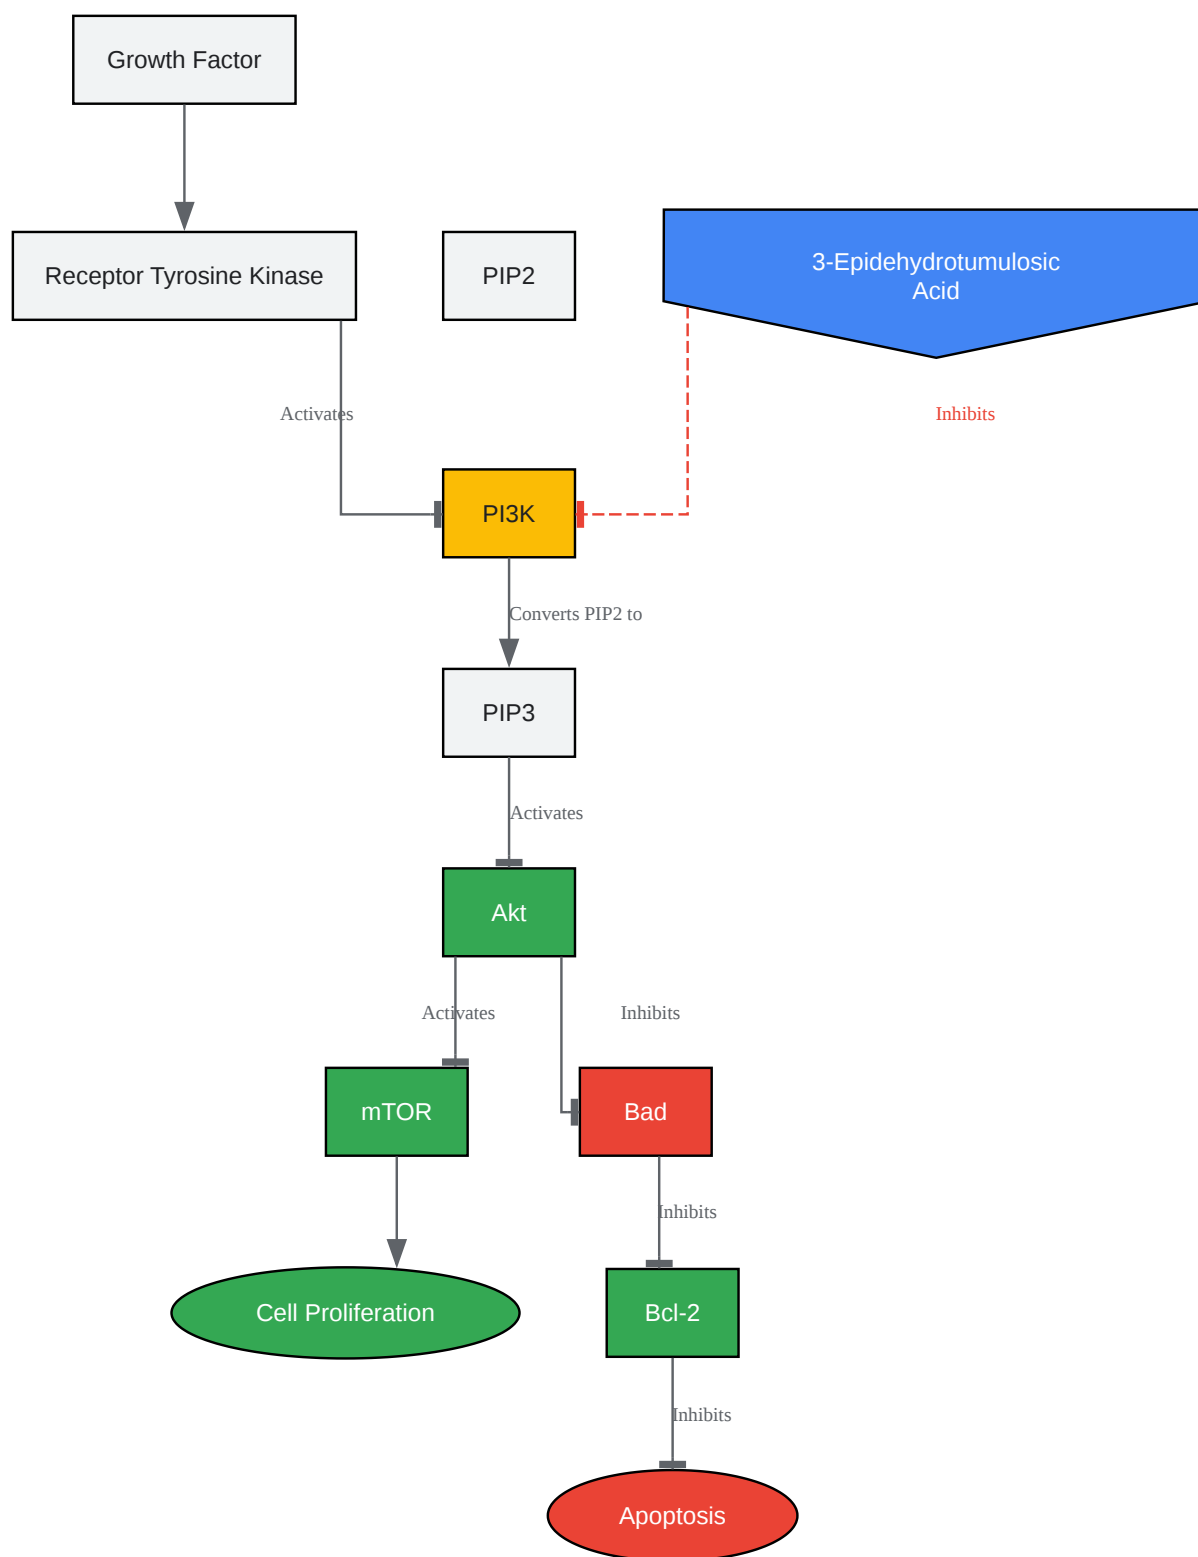 Growth Factor
Receptor Tyrosine Kinase
PIP2
3-Epidehydrotumulosic
Acid
Activates
Inhibits
PI3K
Converts PIP2 to
PIP3
Activates
Akt
Activates
Inhibits
mTOR
Bad
Inhibits
Cell Proliferation
Bcl-2
Inhibits
Apoptosis